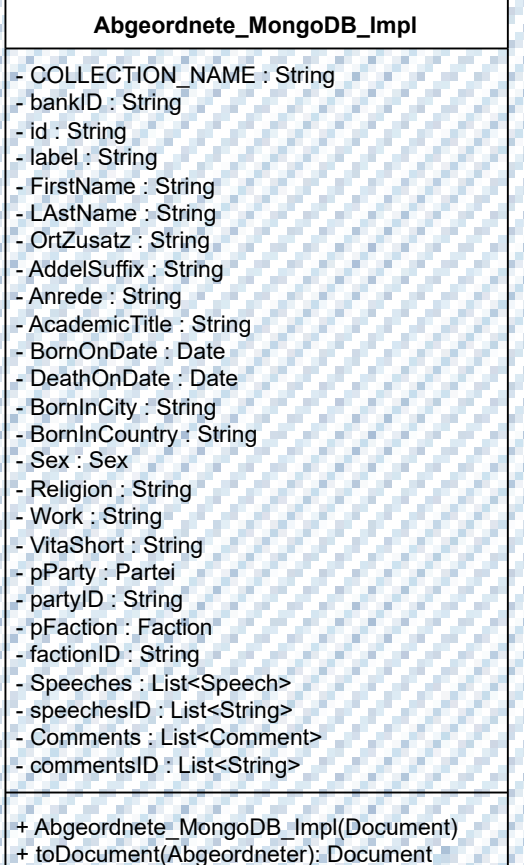 Abgeordnete_MongoDB_Impl
- COLLECTION_NAME : String
- bankID : String
- id : String
- label : String
- FirstName : String
- LAstName : String
- OrtZusatz : String
- AddelSuffix : String
- Anrede : String
- AcademicTitle : String
- BornOnDate : Date
- DeathOnDate : Date
- BornInCity : String
- BornInCountry : String
- Sex : Sex
- Religion : String
- Work : String
- VitaShort : String
- pParty : Partei
- partyID : String
- pFaction : Faction
- factionID : String
- Speeches : List<Speech>
- speechesID : List<String>
- Comments : List<Comment>
- commentsID : List<String>
+ Abgeordnete_MongoDB_Impl(Document)
+ toDocument(Abgeordneter): Document